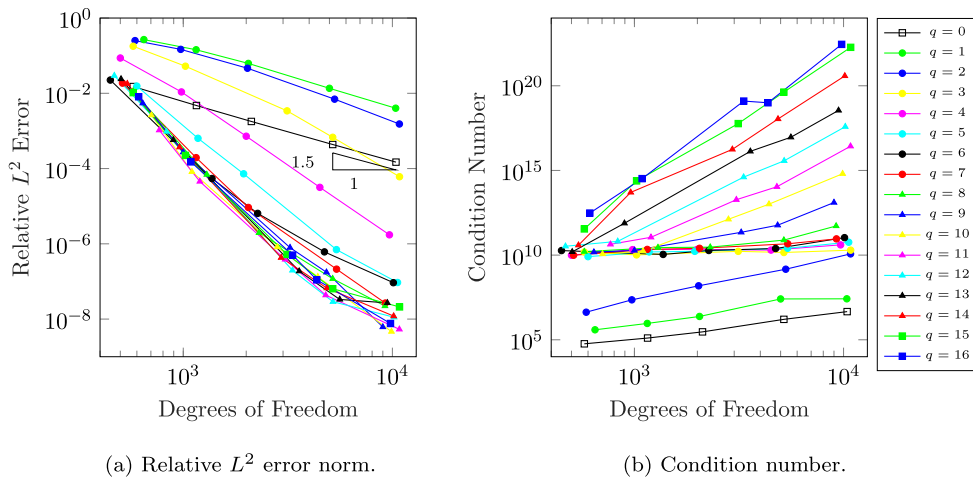 10^0
10^−2
10^−4
10^−6
10^−8
Relative L^2 Error
1.5
1
10^3
10^4
Degrees of Freedom
(a) Relative L^2 error norm.
10^20
10^15
10^10
10^5
Condition Number
10^3
10^4
Degrees of Freedom
(b) Condition number.
q = 0
q = 1
q = 2
q = 3
q = 4
q = 5
q = 6
q = 7
q = 8
q = 9
q = 10
q = 11
q = 12
q = 13
q = 14
q = 15
q = 16